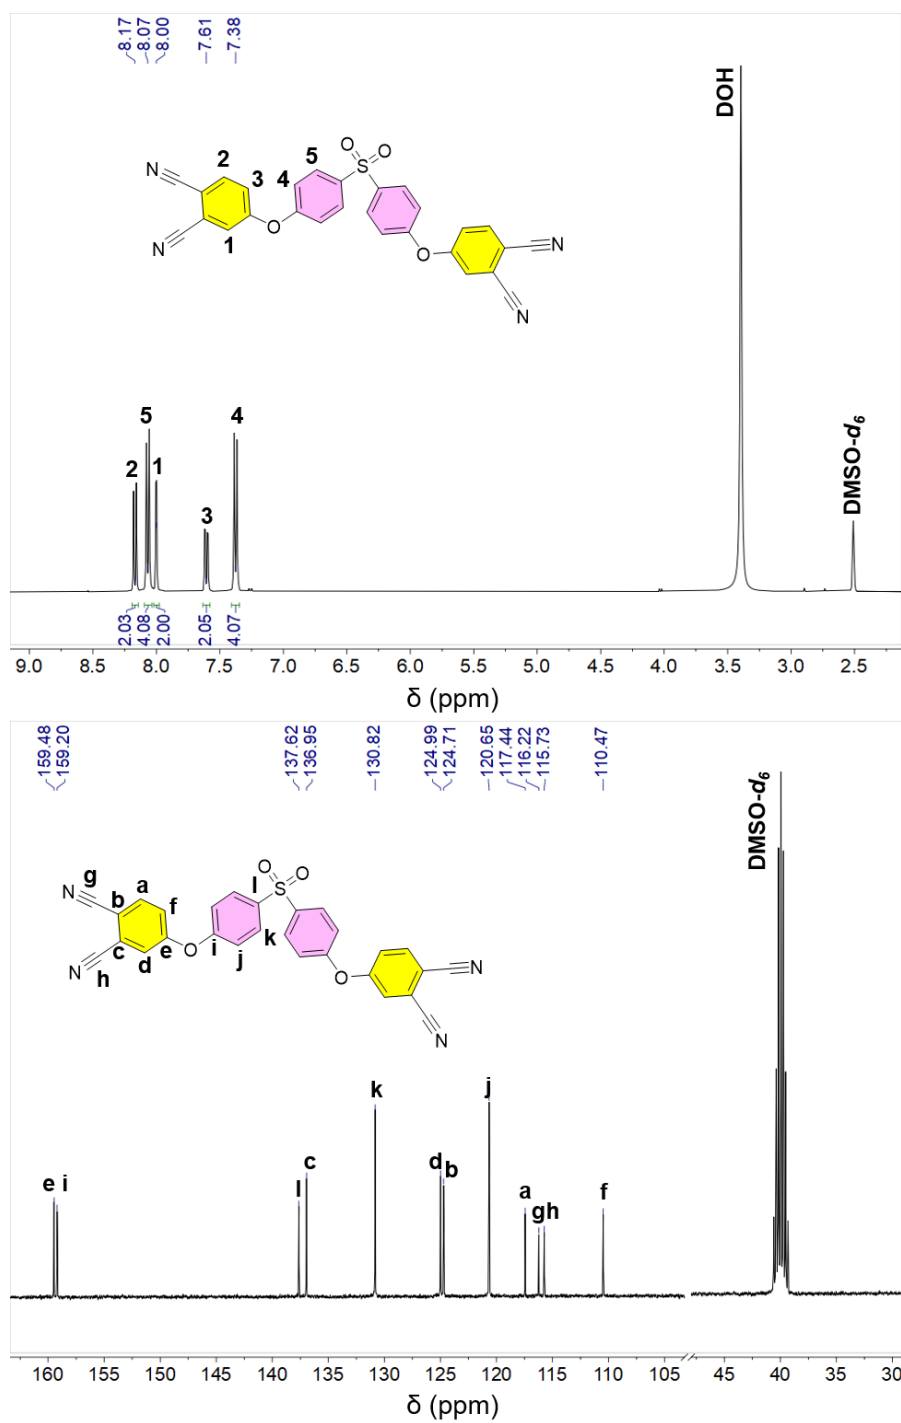 8.17
8.07
8.00
7.61
7.38
DOH
O
O
S
5
N
2
3
4
O
1
N
O
N
N
5
4
2
1
3
DMSO-d6
2.03
4.08
2.00
2.05
4.07
9.0 8.5 8.0 7.5 7.0 6.5 6.0 5.5 5.0 4.5 4.0 3.5 3.0 2.5
δ (ppm)
159.48
159.20
137.62
136.95
130.82
124.99
124.71
120.65
117.44
116.22
115.73
110.47
DMSO-d6
O
O
S
l
N
g
a
b
f
k
i
j
c
e
O
d
N
h
O
N
N
k
j
c
d
b
e i
l
a
f
gh
160 155 150 145 140 135 130 125 120 115 110 105 45 40 35 30
δ (ppm)